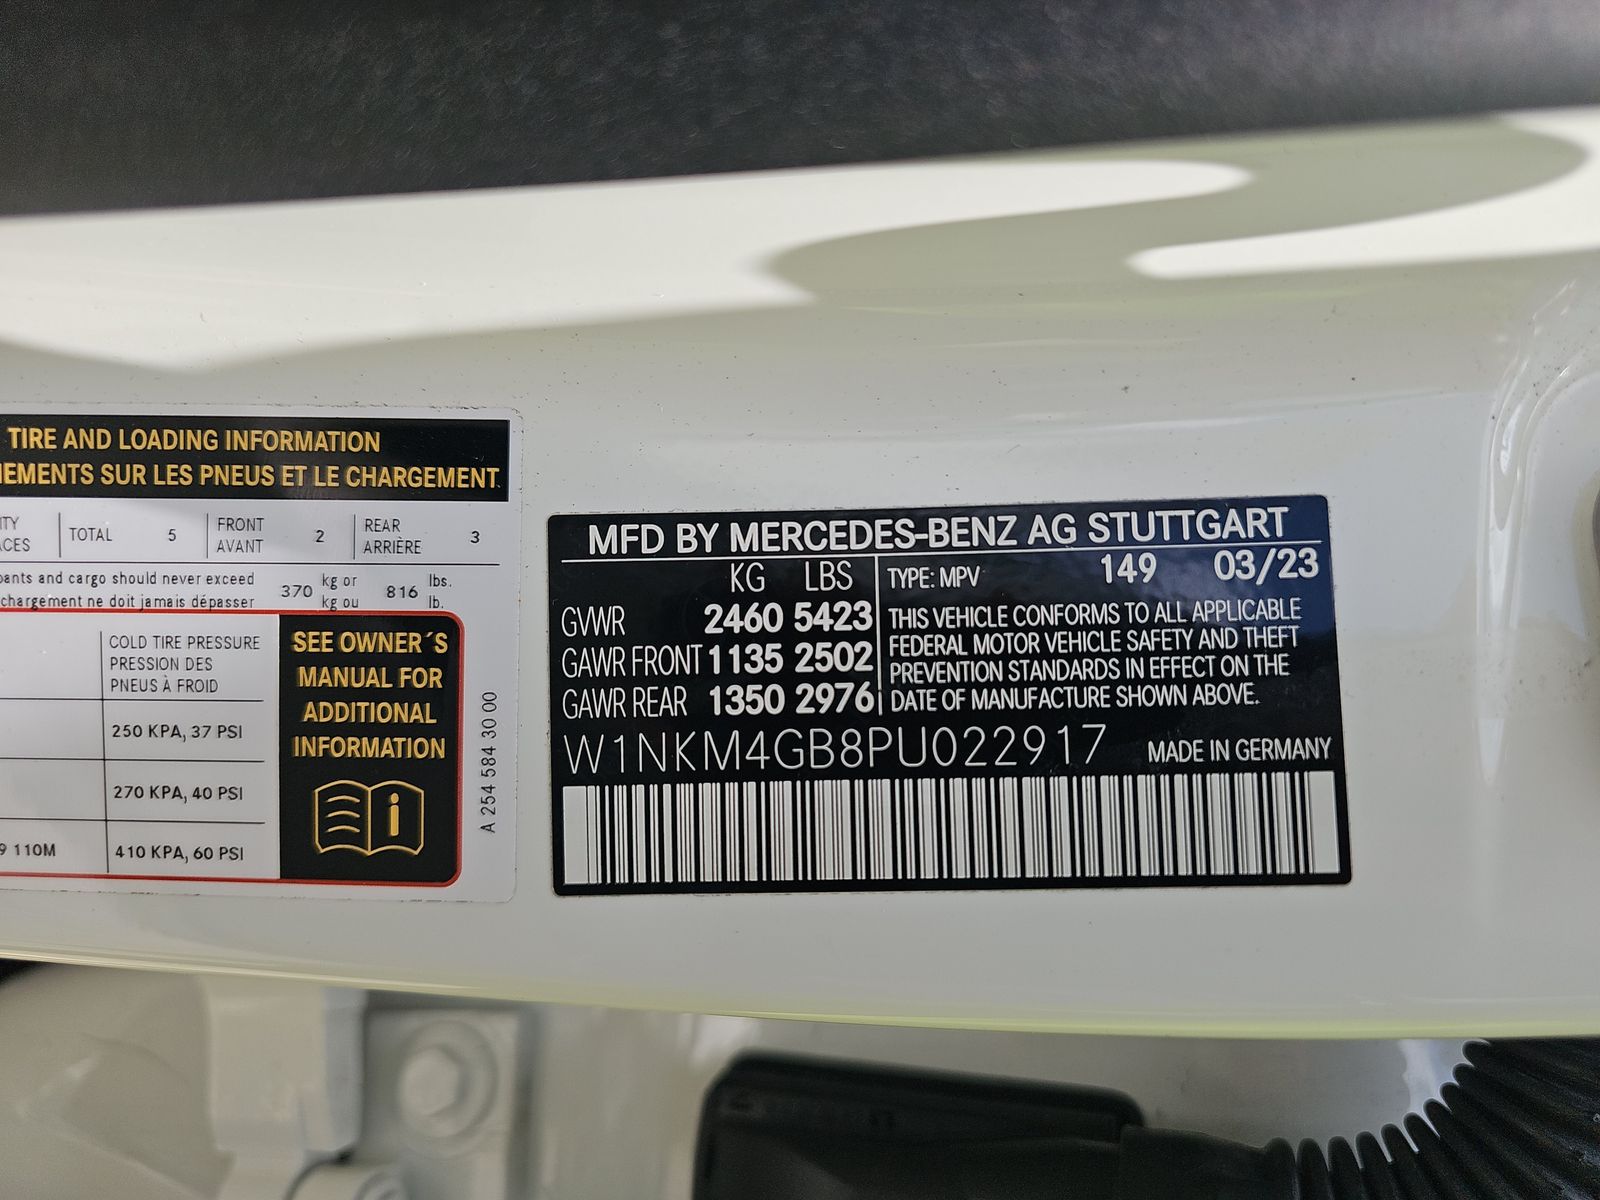 TIRE AND LOADING INFORMATION
EMENTS SUR LES PNEUS ET LE CHARGEMENT
TOTAL 5 FRONT AVANT 2 REAR ARRIÈRE 3
and cargo should never exceed 370 kg or 816 lbs.
chargement ne doit jamais dépasser kg ou lb.
COLD TIRE PRESSURE
PRESSION DES
PNEUS À FROID
250 KPA, 37 PSI
270 KPA, 40 PSI
9 110M 410 KPA, 60 PSI
SEE OWNER´S
MANUAL FOR
ADDITIONAL
INFORMATION
i
A 254 584 30 00
MFD BY MERCEDES-BENZ AG STUTTGART
KG LBS
GVWR 2460 5423
GAWR FRONT 1135 2502
GAWR REAR 1350 2976
TYPE: MPV 149 03/23
THIS VEHICLE CONFORMS TO ALL APPLICABLE
FEDERAL MOTOR VEHICLE SAFETY AND THEFT
PREVENTION STANDARDS IN EFFECT ON THE
DATE OF MANUFACTURE SHOWN ABOVE.
W1NKM4GB8PU022917 MADE IN GERMANY